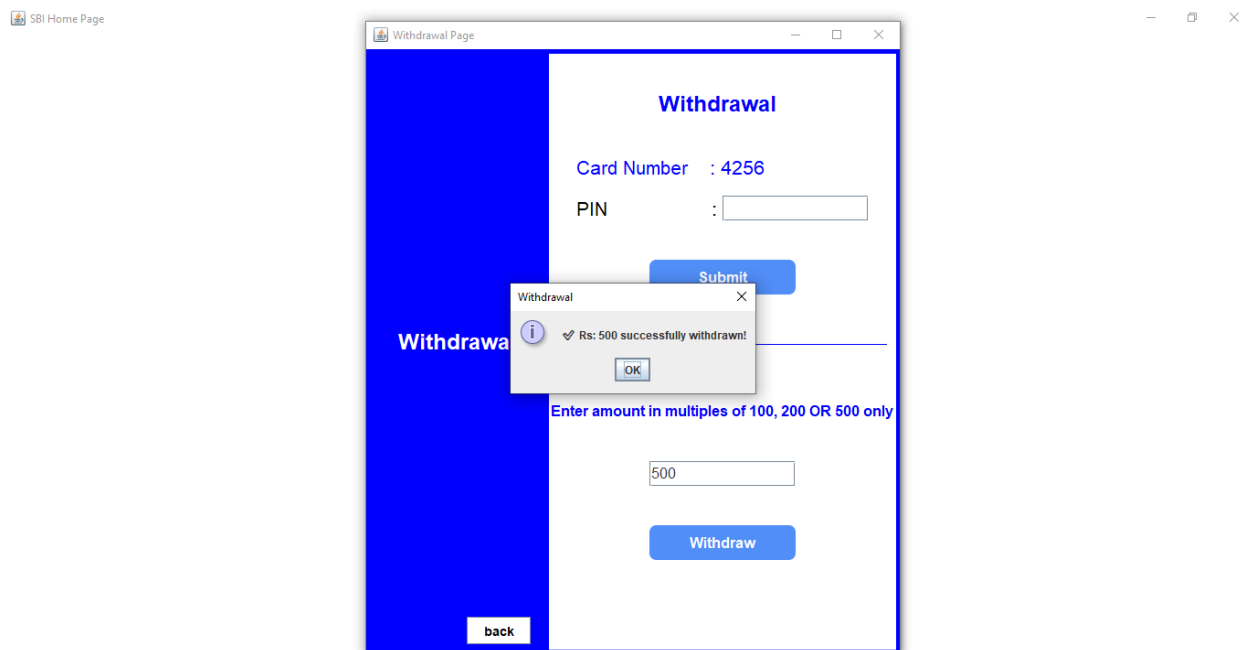 SBI Home Page
Withdrawal Page
Withdrawal
Card Number : 4256
PIN :
Submit
Withdrawal
✔ Rs: 500 successfully withdrawn!
OK
Withdrawa
Enter amount in multiples of 100, 200 OR 500 only
500
Withdraw
back